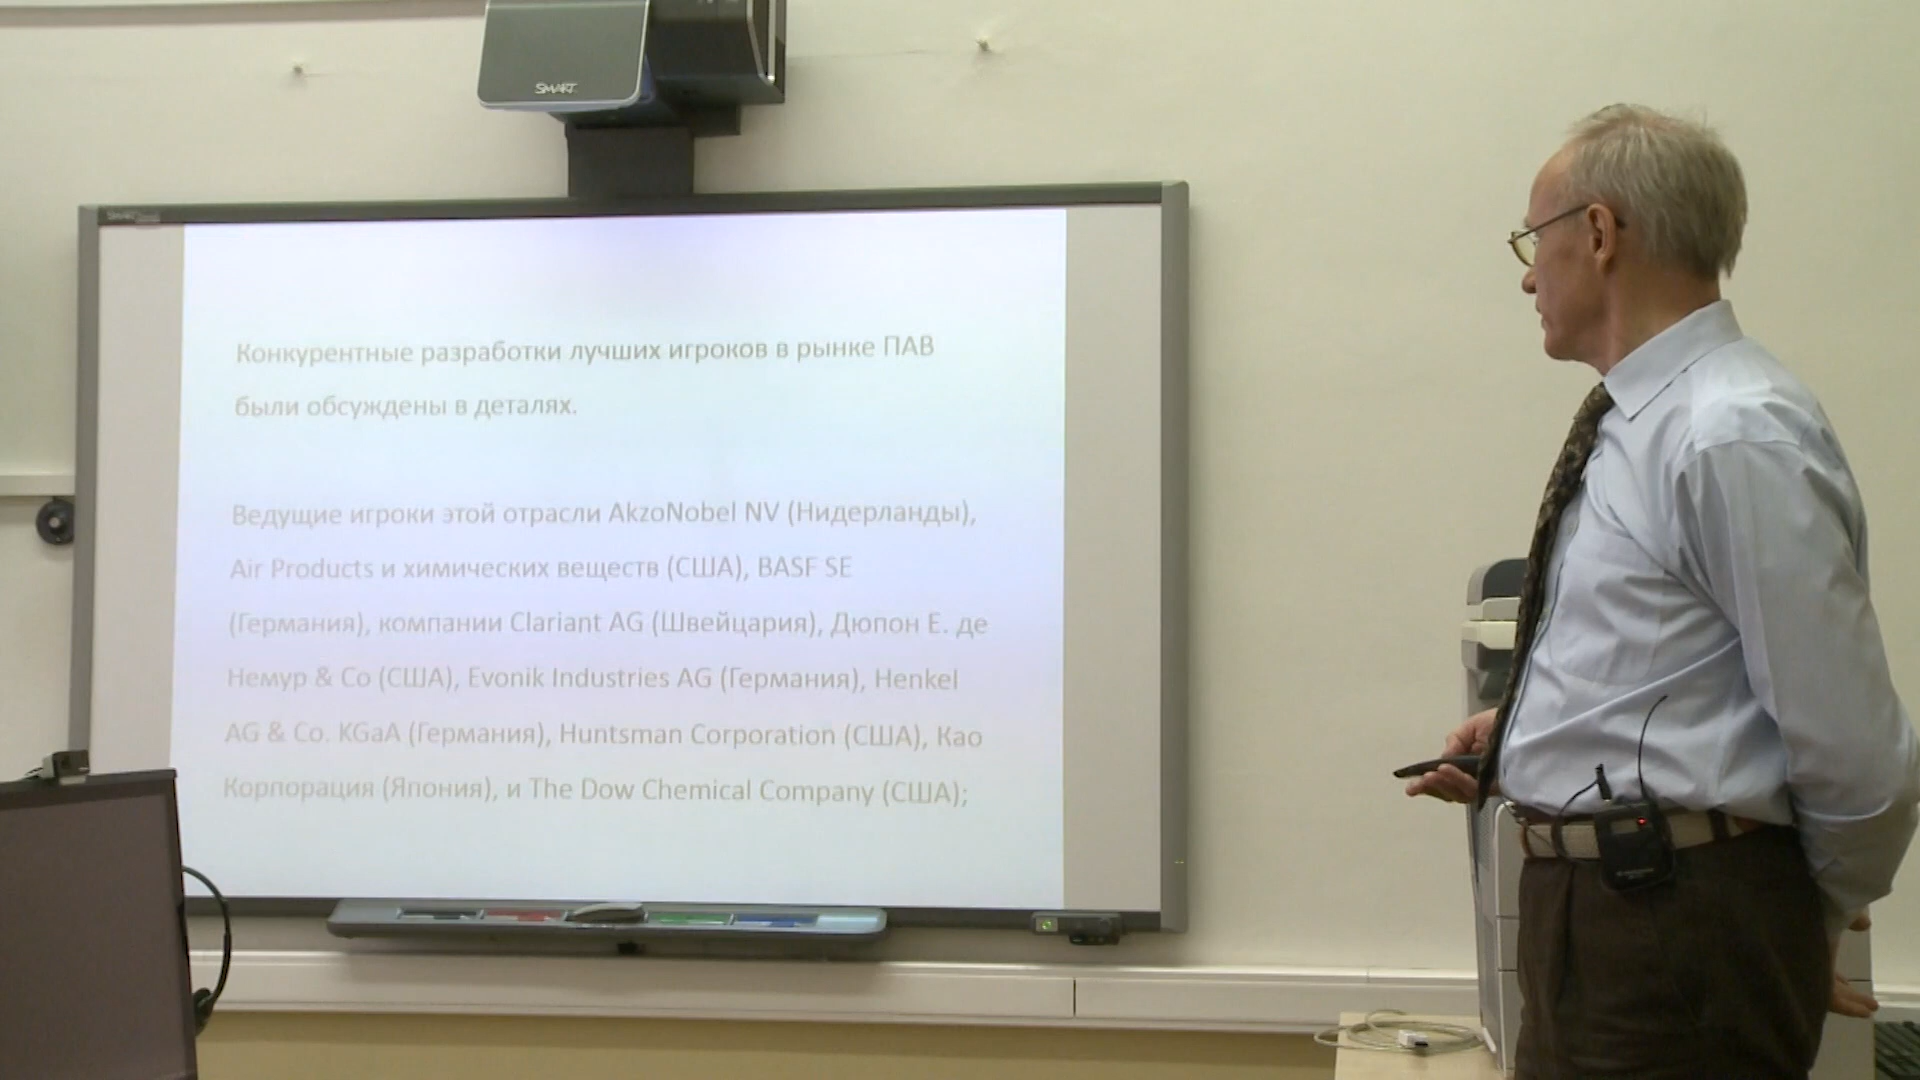 SMART
SMART
Конкурентные разработки лучших игроков в рынке ПАВ
были обсуждены в деталях.
Ведущие игроки этой отрасли AkzoNobel NV (Нидерланды),
Air Products и химических веществ (США), BASF SE
(Германия), компании Clariant AG (Швейцария), Дюпон Е. де
Немур & Co (США), Evonik Industries AG (Германия), Henkel
AG & Co. KGaA (Германия), Huntsman Corporation (США), Као
Корпорация (Япония), и The Dow Chemical Company (США);